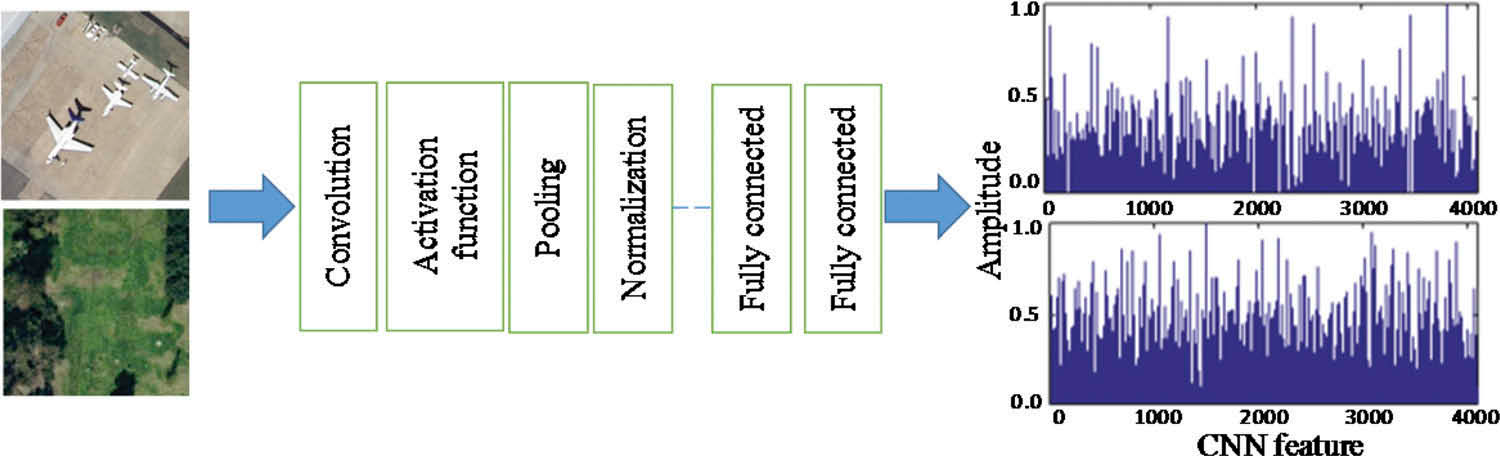 Convolution
Activation
function
Pooling
Normalization
Fully connected
Fully connected
Amplitude
1.0
0.5
0.0
0 1000 2000 3000 4000
1.0
0.5
0.0
0 1000 2000 3000 4000
CNN feature